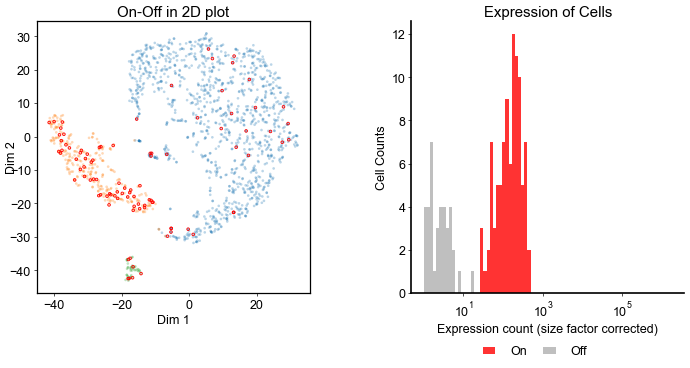 On-Off in 2D plot
30
20
10
0
−10
−20
−30
−40
Dim 2
−40 −20 0 20
Dim 1
Expression of Cells
12
10
8
6
4
2
0
Cell Counts
10^1 10^3 10^5
Expression count (size factor corrected)
On Off